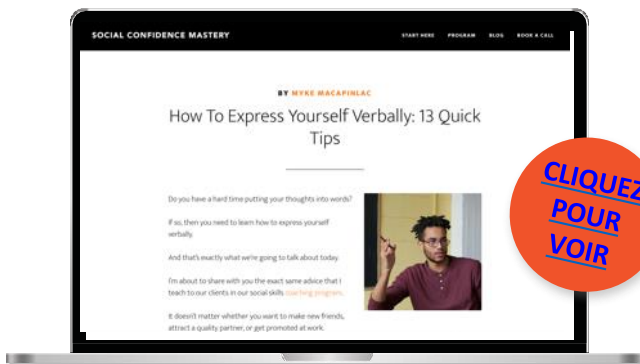 SOCIAL CONFIDENCE MASTERY
START HERE PROGRAM BLOG BOOK A CALL
BY MYKE MACAPINLAC
How To Express Yourself Verbally: 13 Quick
Tips
Do you have a hard time putting your thoughts into words?
If so, then you need to learn how to express yourself
verbally.
And that's exactly what we're going to talk about today.
I'm about to share with you the exact same advice that I
teach to our clients in our social skills coaching program.
It doesn't matter whether you want to make new friends,
attract a quality partner, or get promoted at work.
CLIQUEZ
POUR
VOIR